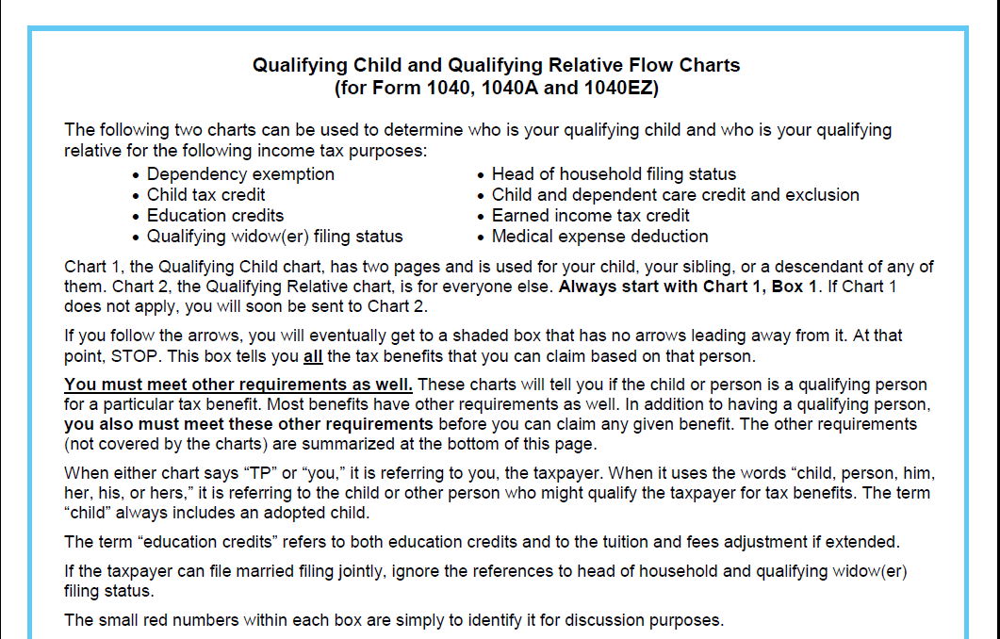 Qualifying Child and Qualifying Relative Flow Charts
(for Form 1040, 1040A and 1040EZ)
The following two charts can be used to determine who is your qualifying child and who is your qualifying
relative for the following income tax purposes:
• Dependency exemption
• Child tax credit
• Education credits
• Qualifying widow(er) filing status
• Head of household filing status
• Child and dependent care credit and exclusion
• Earned income tax credit
• Medical expense deduction
Chart 1, the Qualifying Child chart, has two pages and is used for your child, your sibling, or a descendant of any of
them. Chart 2, the Qualifying Relative chart, is for everyone else. Always start with Chart 1, Box 1. If Chart 1
does not apply, you will soon be sent to Chart 2.
If you follow the arrows, you will eventually get to a shaded box that has no arrows leading away from it. At that
point, STOP. This box tells you all the tax benefits that you can claim based on that person.
You must meet other requirements as well. These charts will tell you if the child or person is a qualifying person
for a particular tax benefit. Most benefits have other requirements as well. In addition to having a qualifying person,
you also must meet these other requirements before you can claim any given benefit. The other requirements
(not covered by the charts) are summarized at the bottom of this page.
When either chart says “TP” or “you,” it is referring to you, the taxpayer. When it uses the words “child, person, him,
her, his, or hers,” it is referring to the child or other person who might qualify the taxpayer for tax benefits. The term
“child” always includes an adopted child.
The term “education credits” refers to both education credits and to the tuition and fees adjustment if extended.
If the taxpayer can file married filing jointly, ignore the references to head of household and qualifying widow(er)
filing status.
The small red numbers within each box are simply to identify it for discussion purposes.